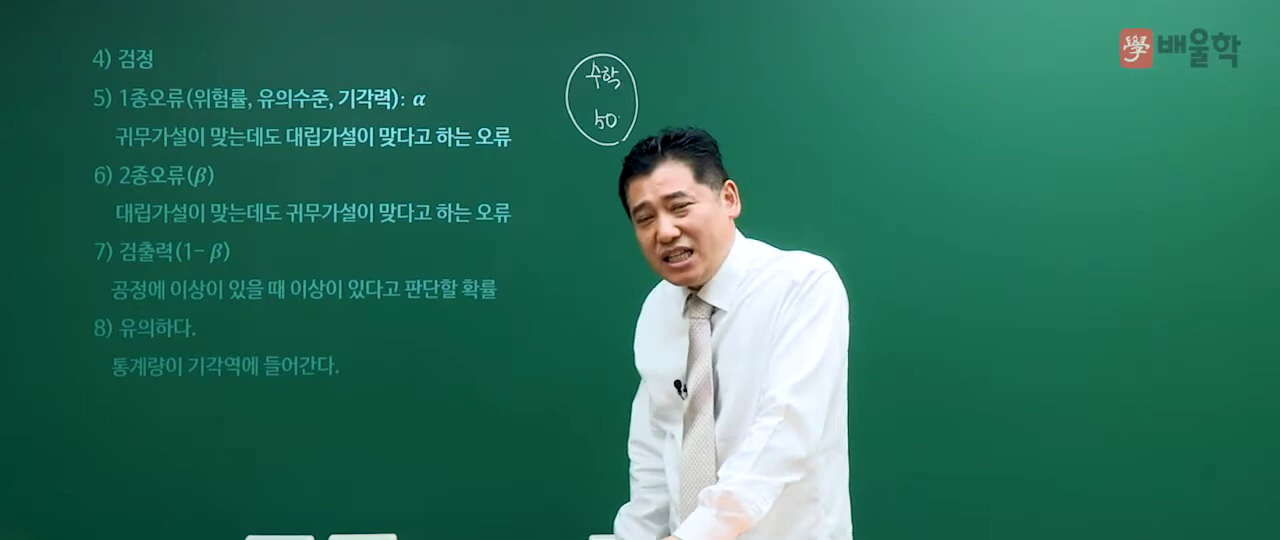 4) 검정
5) 1종오류(위험률, 유의수준, 기각력): α
귀무가설이 맞는데도 대립가설이 맞다고 하는 오류
6) 2종오류(β)
대립가설이 맞는데도 귀무가설이 맞다고 하는 오류
7) 검출력(1- β)
공정에 이상이 있을 때 이상이 있다고 판단할 확률
8) 유의하다.
통계량이 기각역에 들어간다.
수학
50
學 배울학